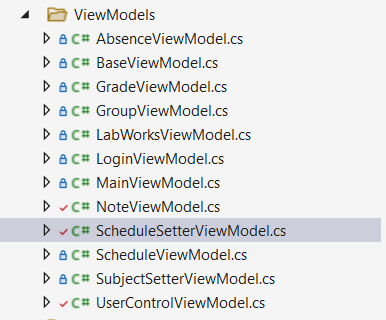 ViewModels
C# AbsenceViewModel.cs
C# BaseViewModel.cs
C# GradeViewModel.cs
C# GroupViewModel.cs
C# LabWorksViewModel.cs
C# LoginViewModel.cs
C# MainViewModel.cs
C# NoteViewModel.cs
C# ScheduleSetterViewModel.cs
C# ScheduleViewModel.cs
C# SubjectSetterViewModel.cs
C# UserControlViewModel.cs